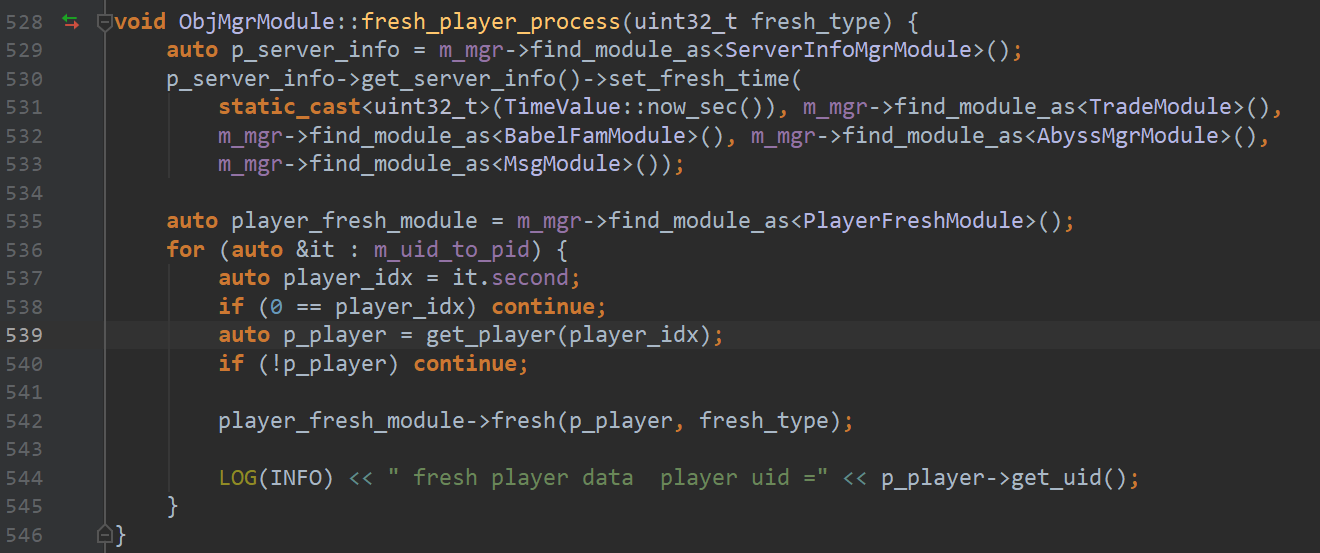 528 void ObjMgrModule::fresh_player_process(uint32_t fresh_type) {
529     auto p_server_info = m_mgr->find_module_as<ServerInfoMgrModule>();
530     p_server_info->get_server_info()->set_fresh_time(
531         static_cast<uint32_t>(TimeValue::now_sec()), m_mgr->find_module_as<TradeModule>(),
532         m_mgr->find_module_as<BabelFamModule>(), m_mgr->find_module_as<AbyssMgrModule>(),
533         m_mgr->find_module_as<MsgModule>());
534
535     auto player_fresh_module = m_mgr->find_module_as<PlayerFreshModule>();
536     for (auto &it : m_uid_to_pid) {
537         auto player_idx = it.second;
538         if (0 == player_idx) continue;
539         auto p_player = get_player(player_idx);
540         if (!p_player) continue;
541
542         player_fresh_module->fresh(p_player, fresh_type);
543
544         LOG(INFO) << " fresh player data  player uid =" << p_player->get_uid();
545     }
546 }